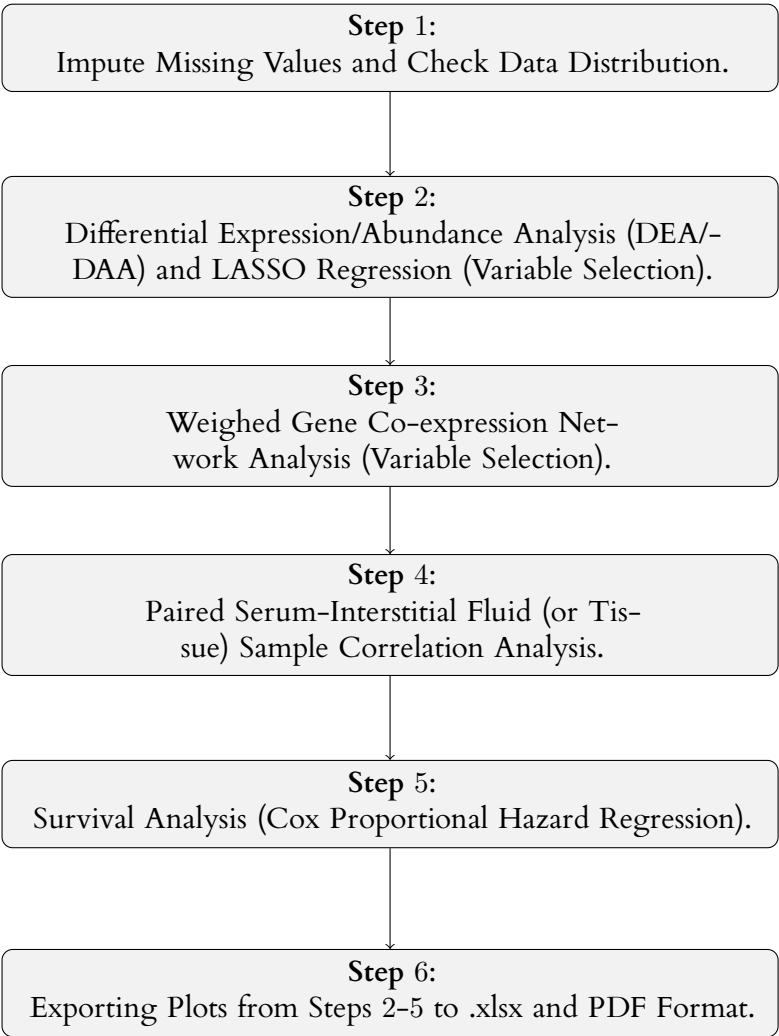 Step 1:
Impute Missing Values and Check Data Distribution.
Step 2:
Differential Expression/Abundance Analysis (DEA/-
DAA) and LASSO Regression (Variable Selection).
Step 3:
Weighed Gene Co-expression Net-
work Analysis (Variable Selection).
Step 4:
Paired Serum-Interstitial Fluid (or Tis-
sue) Sample Correlation Analysis.
Step 5:
Survival Analysis (Cox Proportional Hazard Regression).
Step 6:
Exporting Plots from Steps 2-5 to .xlsx and PDF Format.